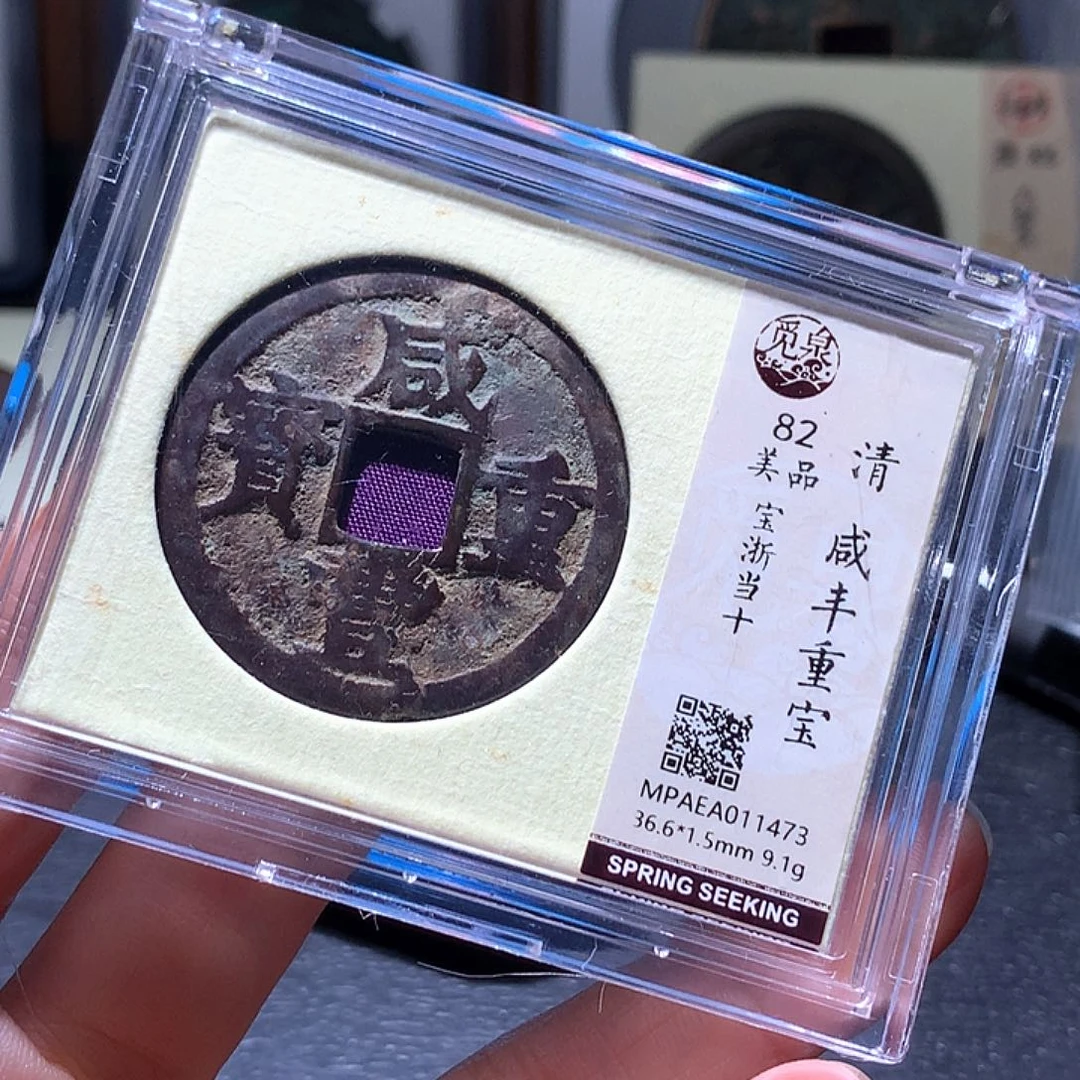 咸豐重寳
觅泉
82
美品
宝浙当十
清 咸丰重宝
MPAEA011473
36.6*1.5mm 9.1g
SPRING SEEKING